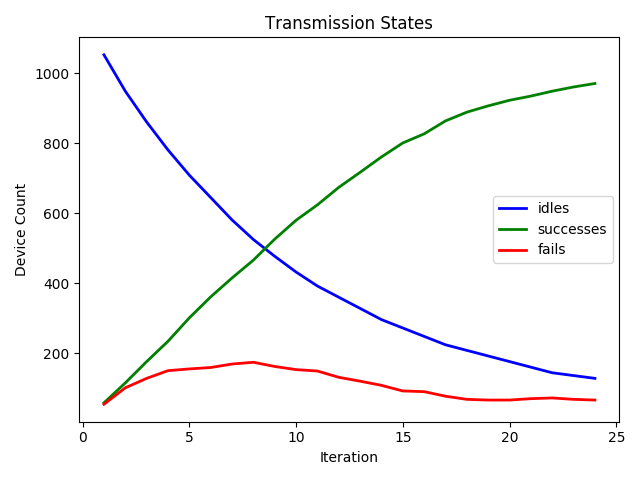 Transmission States
Device Count
1000
800
600
400
200
idles
successes
fails
0
5
10
15
20
25
Iteration